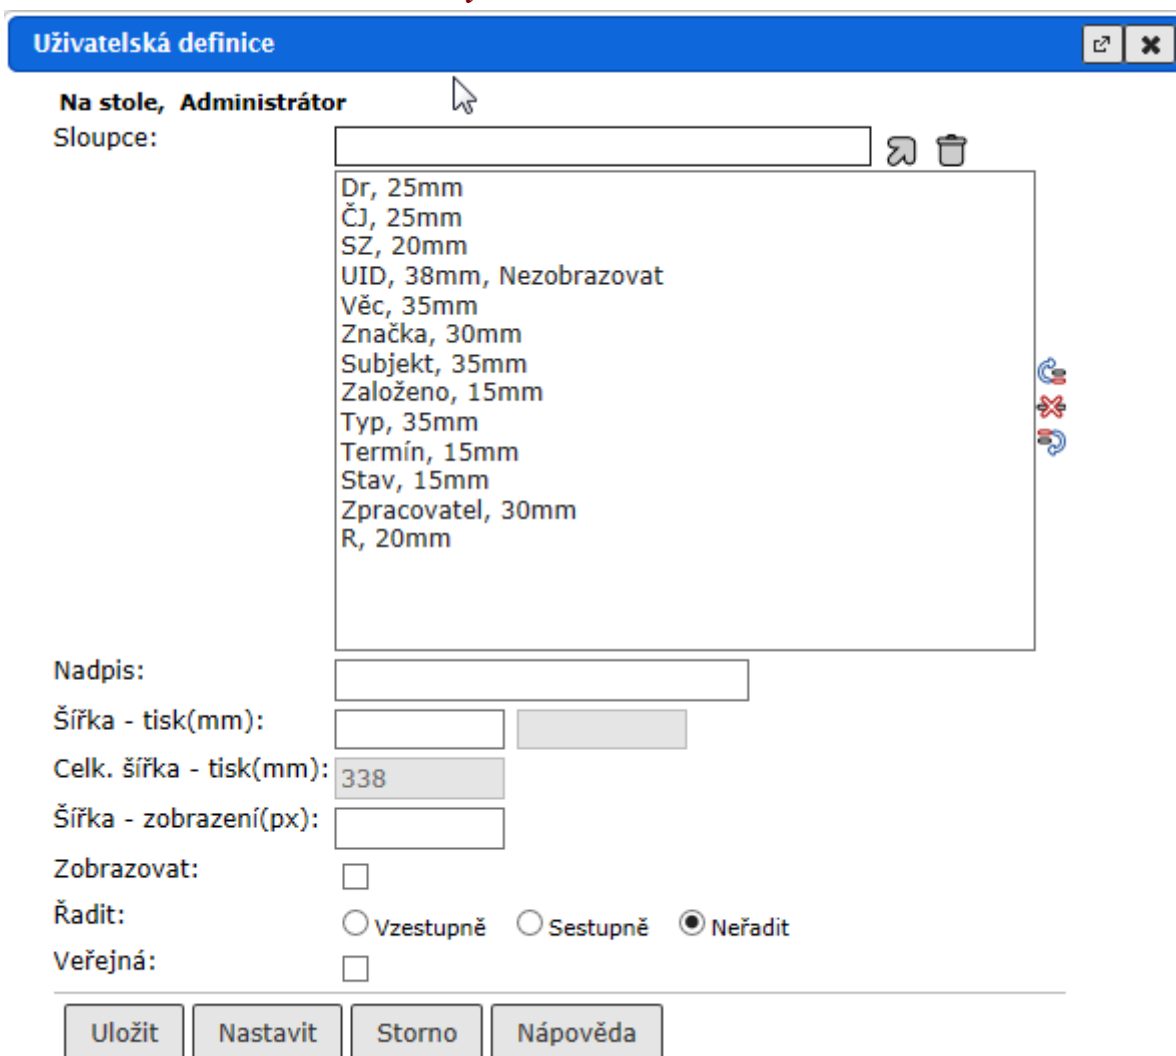 Uživatelská definice
Na stole, Administrátor
Sloupce:
Dr, 25mm
ČJ, 25mm
SZ, 20mm
UID, 38mm, Nezobrazovat
Věc, 35mm
Značka, 30mm
Subjekt, 35mm
Založeno, 15mm
Typ, 35mm
Termín, 15mm
Stav, 15mm
Zpracovatel, 30mm
R, 20mm
Nadpis:
Šířka - tisk(mm):
Celk. šířka - tisk(mm): 338
Šířka - zobrazení(px):
Zobrazovat:
Řadit: Vzestupně Sestupně Neřadit
Veřejná:
Uložit Nastavit Storno Nápověda